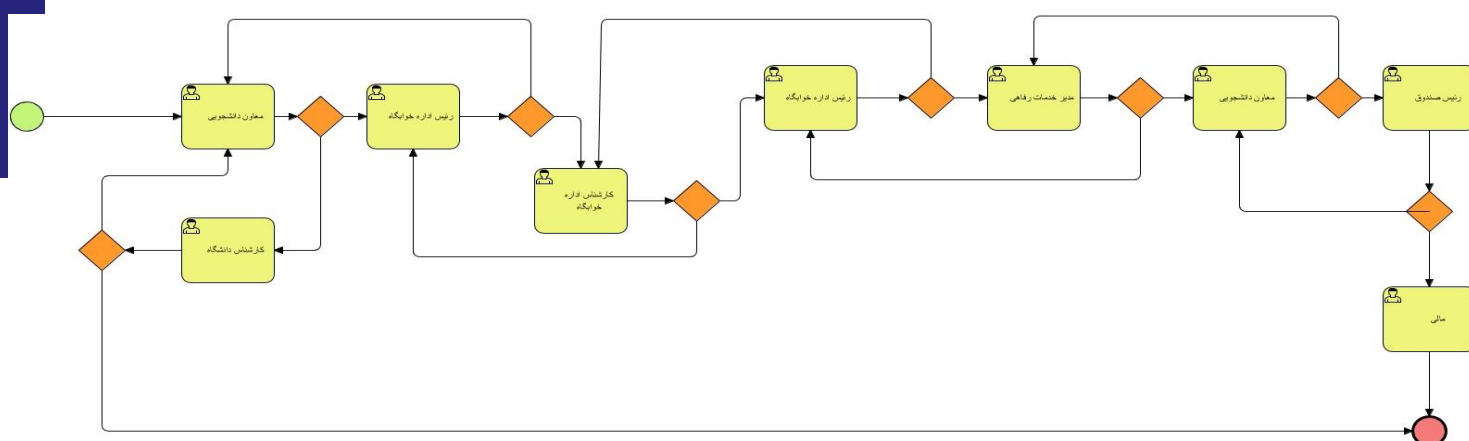 معاون دانشجویی
رئیس اداره خوابگاه
کارشناس اداره
خوابگاه
رئیس اداره خوابگاه
مدیر خدمات رفاهی
معاون دانشجویی
رئیس صندوق
کارشناس دانشگاه
مالی